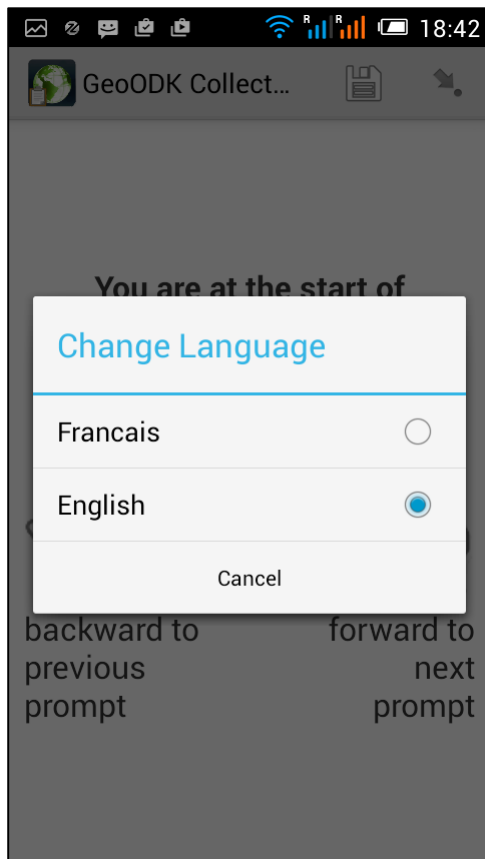 R R 18:42
GeoODK Collect...
You are at the start of
Change Language
Francais
English
Cancel
backward to forward to
previous next
prompt prompt